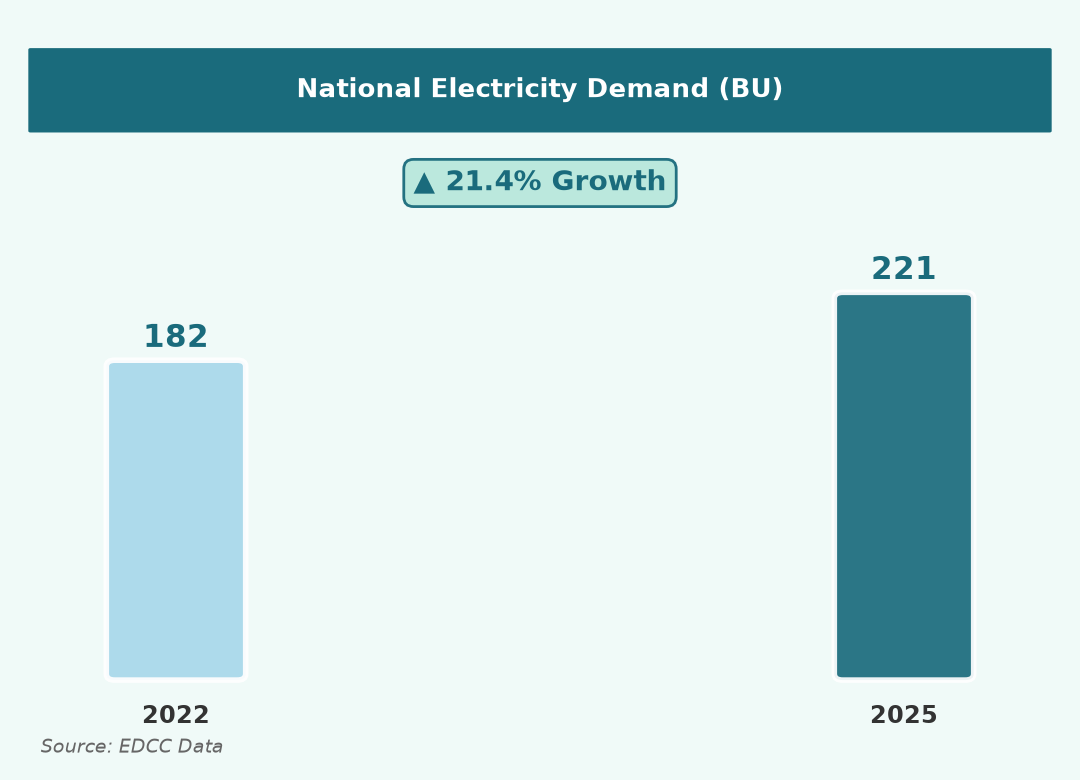 National Electricity Demand (BU)
▲ 21.4% Growth
221
182
2022
2025
Source: EDCC Data